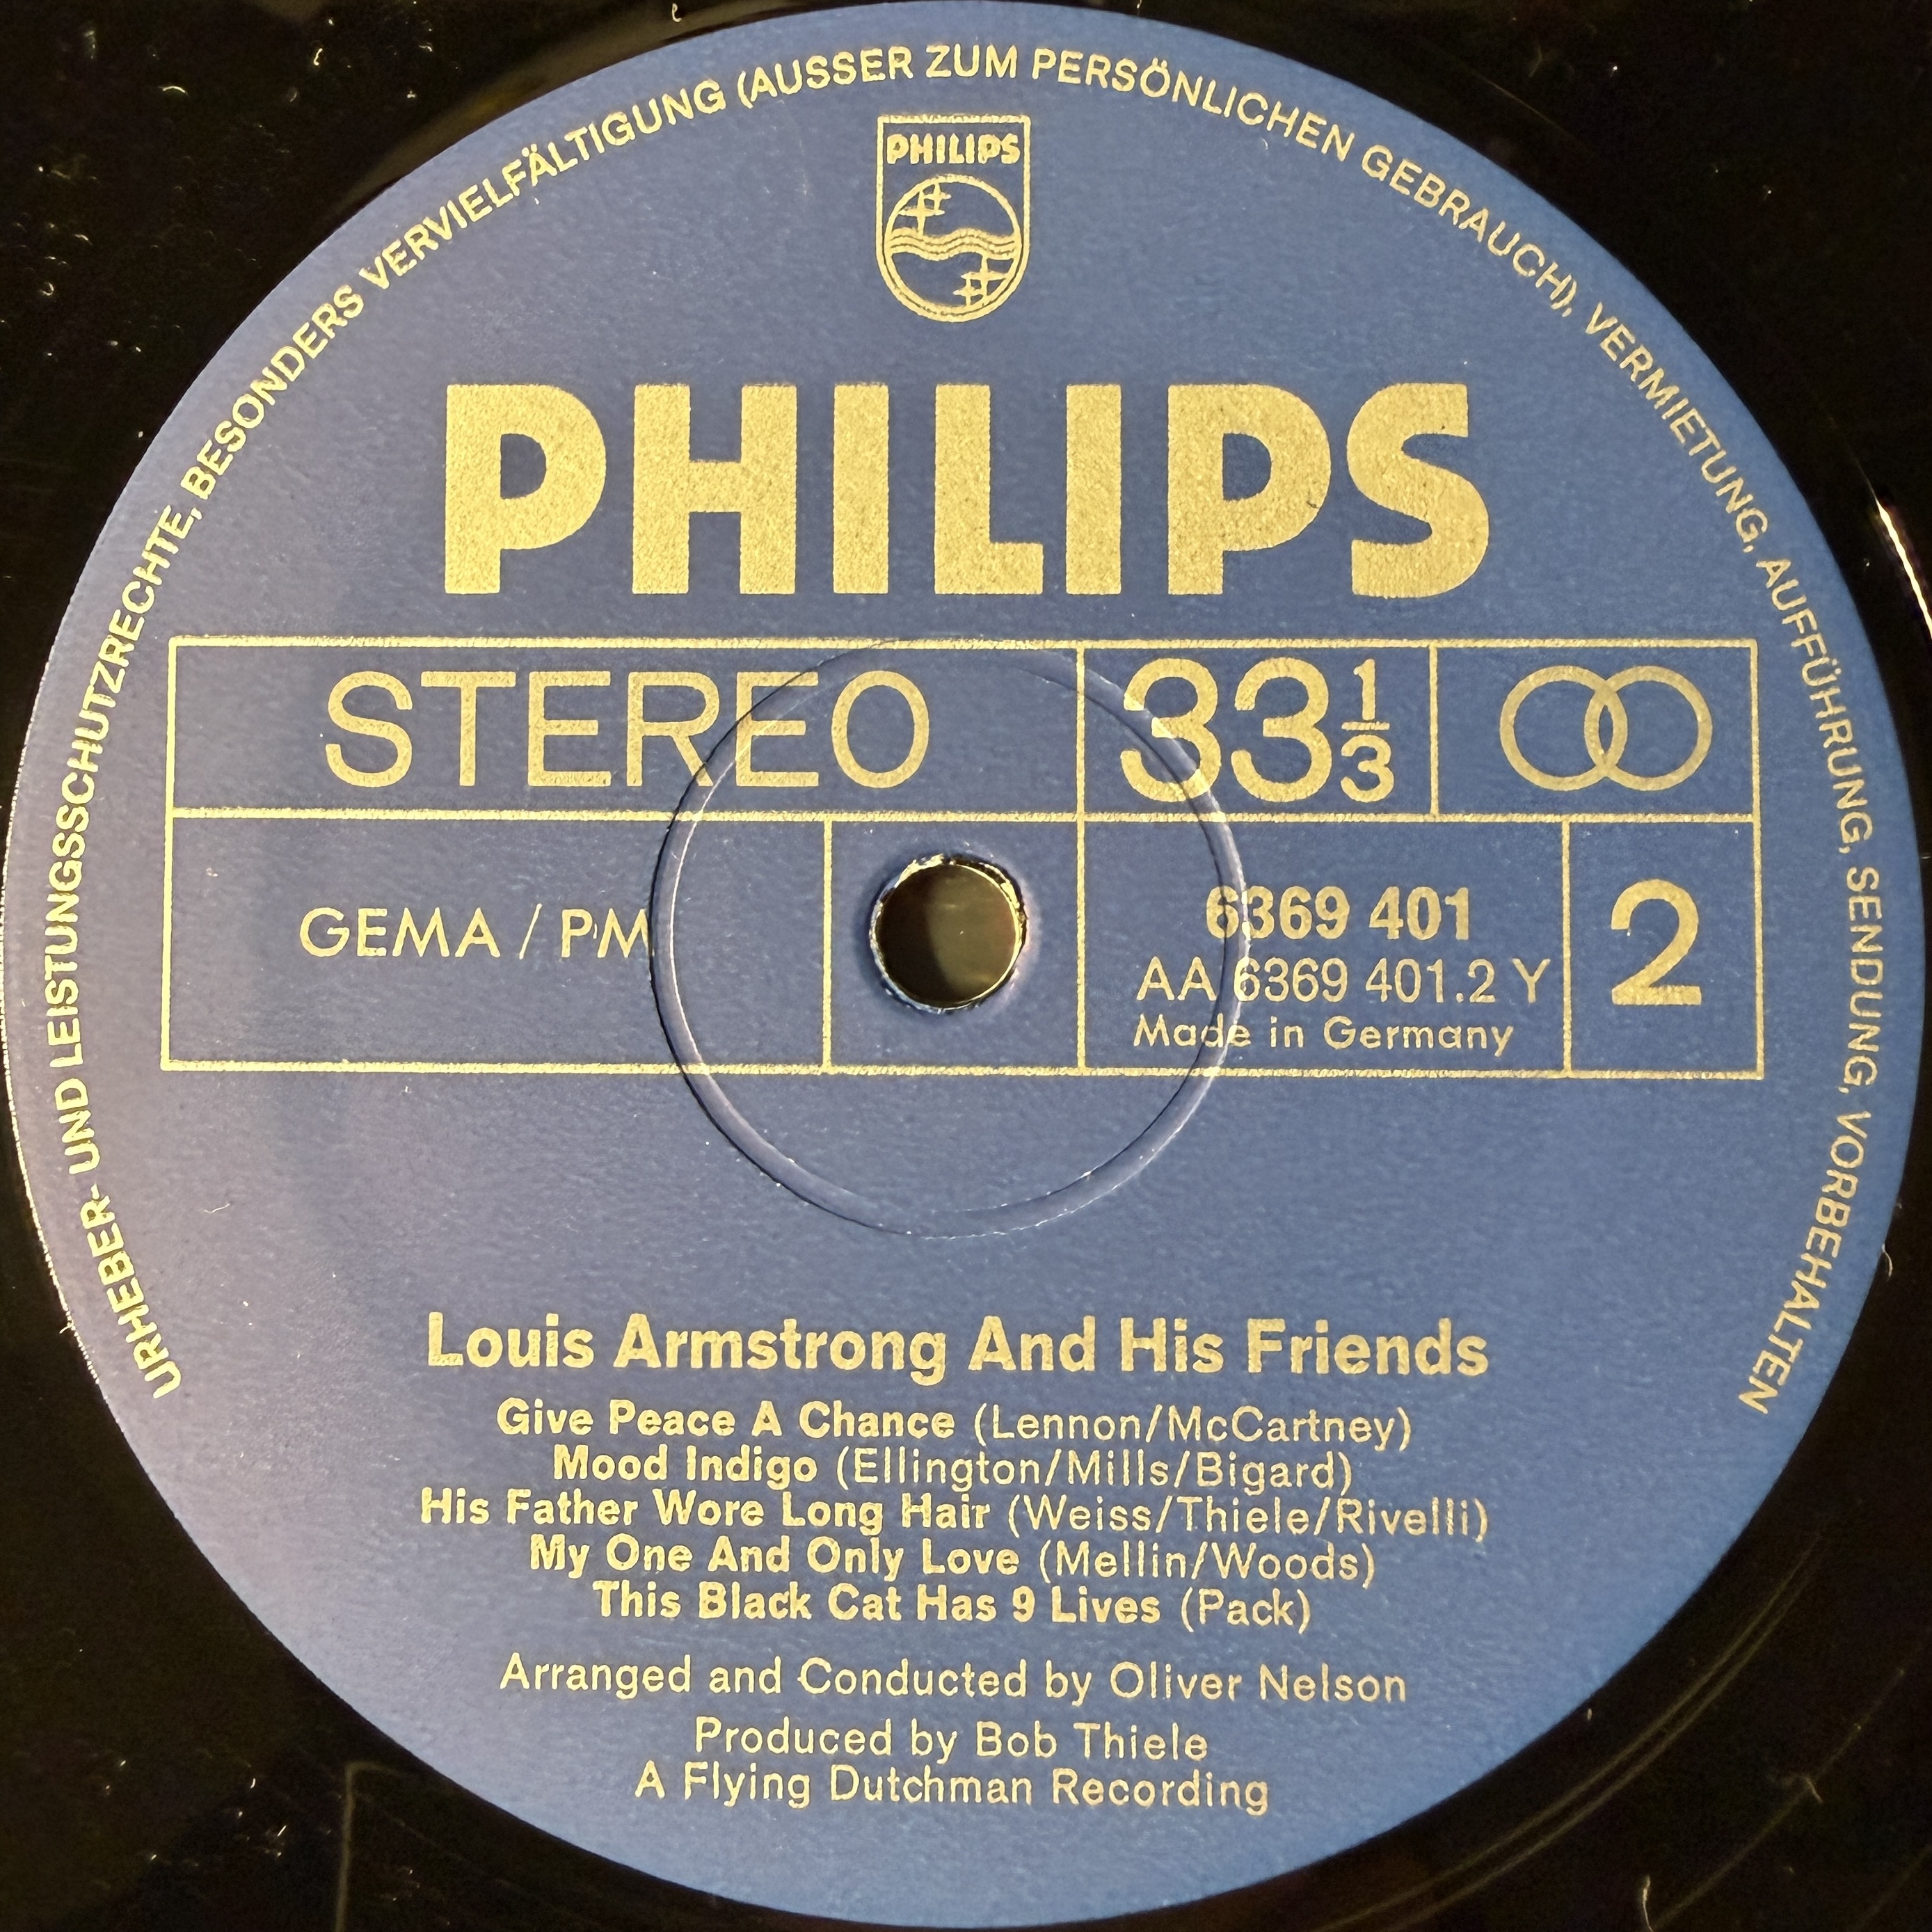 URHEBER- UND LEISTUNGSSCHUTZRECHTE, BESONDERS VERVIELFÄLTIGUNG (AUSSER ZUM PERSÖNLICHEN GEBRAUCH), VERMIETUNG, AUFFÜHRUNG, SENDUNG, VORBEHALTEN
PHILIPS
PHILIPS
STEREO 33 1/3
GEMA / PM
6369 401
AA 6369 401.2 Y
Made in Germany
2
Louis Armstrong And His Friends
Give Peace A Chance (Lennon/McCartney)
Mood Indigo (Ellington/Mills/Bigard)
His Father Wore Long Hair (Weiss/Thiele/Rivelli)
My One And Only Love (Mellin/Woods)
This Black Cat Has 9 Lives (Pack)
Arranged and Conducted by Oliver Nelson
Produced by Bob Thiele
A Flying Dutchman Recording